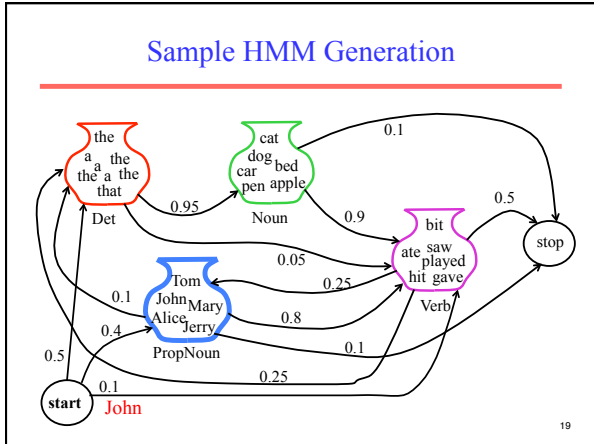 Sample HMM Generation
the
a a the
the a the
that
Det
0.95
cat
dog
car bed
pen apple
Noun
0.1
0.9
0.05
bit
ate saw
played
hit gave
Verb
0.5
stop
Tom
John
Alice Mary
Jerry
PropNoun
0.25
0.8
0.1
0.1
0.4
0.5
0.25
0.1
start
John
19